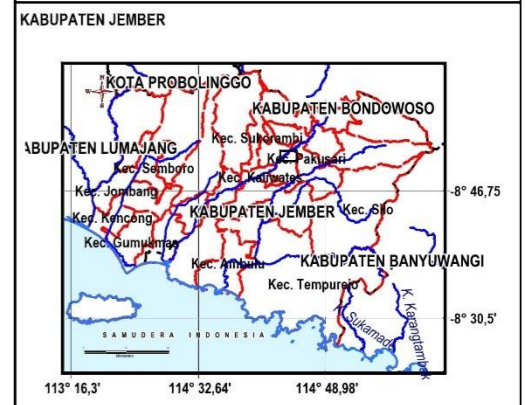 KABUPATEN JEMBER
KOTA PROBOLINGGO
KABUPATEN BONDOWOSO
Kec. Sukorambi
ABUPATEN LUMAJANG
Kec. Pakusari
Kec. Semboro
Kec. Kaliwates
Kec. Jombang
-8° 46,75
Kec. Kencong
KABUPATEN JEMBER
Kec. Silo
Kec. Gumukmas
Kec. Ambulu
KABUPATEN BANYUWANGI
Kec. Tempurejo
K. Sukamade
K. Karangtambak
-8° 30,5'
SAMUDERA INDONESIA
113° 16,3'
114° 32,64'
114° 48,98'